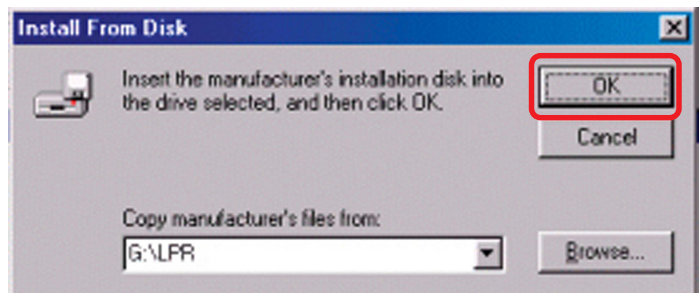 Install From Disk
Insert the manufacturer's installation disk into
the drive selected, and then click OK.
OK
Cancel
Copy manufacturer's files from:
G:\LPR
Browse...